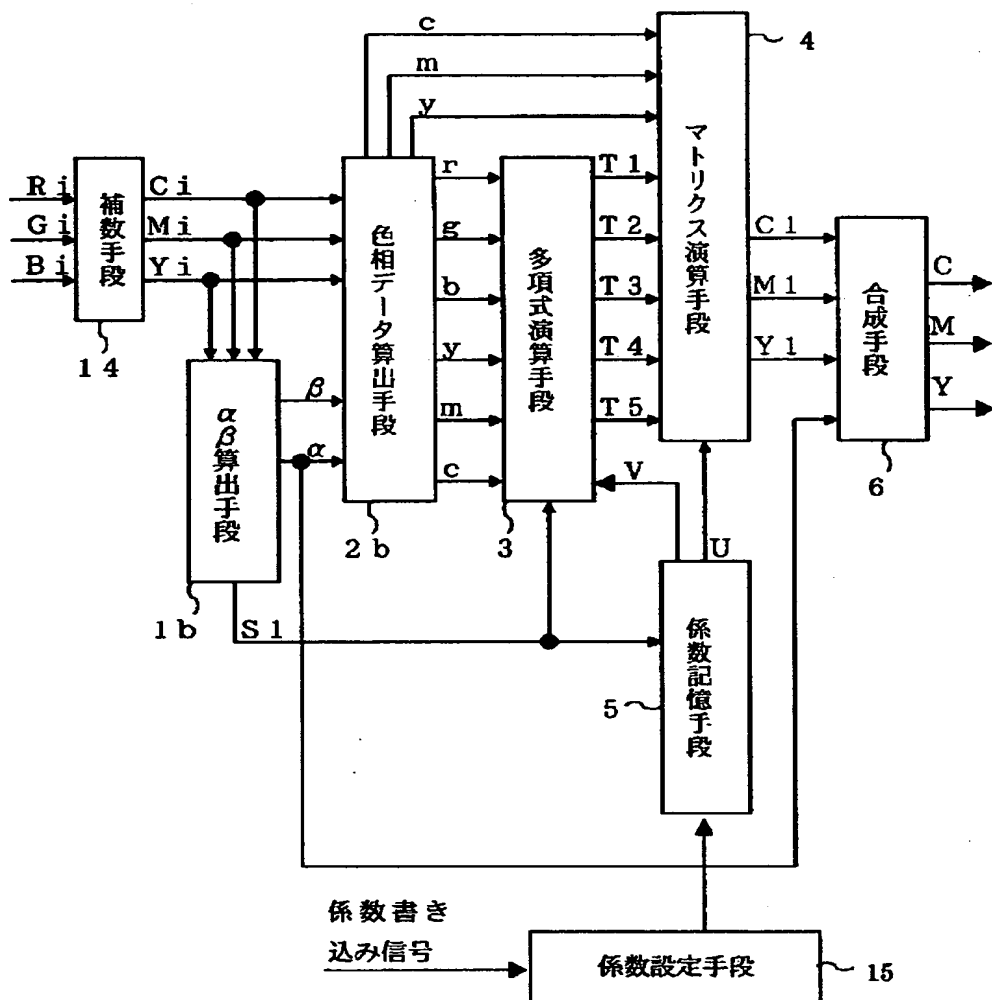 c
4
m
y
Ri
Gi
Bi
補数手段
14
Ci
Mi
Yi
αβ算出手段
1b
β
α
S1
色相データ算出手段
2b
r
g
b
y
m
c
多項式演算手段
3
T1
T2
T3
T4
T5
V
U
マトリクス演算手段
C1
M1
Y1
合成手段
6
C
M
Y
係数記憶手段
5
係数書き
込み信号
係数設定手段
15